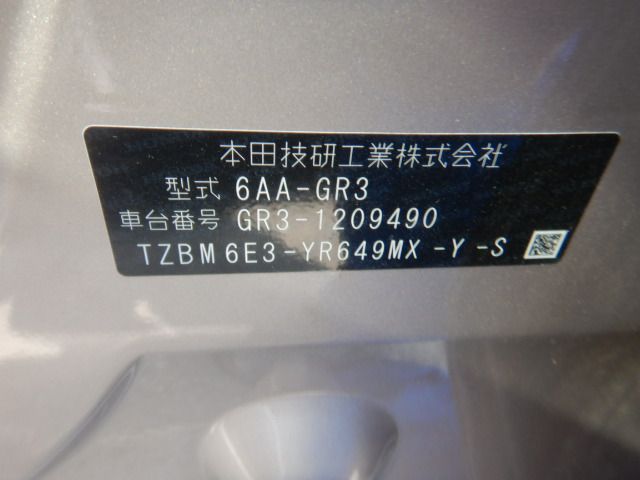 本田技研工業株式会社
型式 6AA-GR3
車台番号 GR3-1209490
TZBM6E3-YR649MX-Y-S